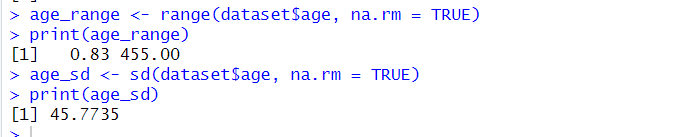 > age_range <- range(dataset$age, na.rm = TRUE)
> print(age_range)
[1]   0.83 455.00
> age_sd <- sd(dataset$age, na.rm = TRUE)
> print(age_sd)
[1] 45.7735
>